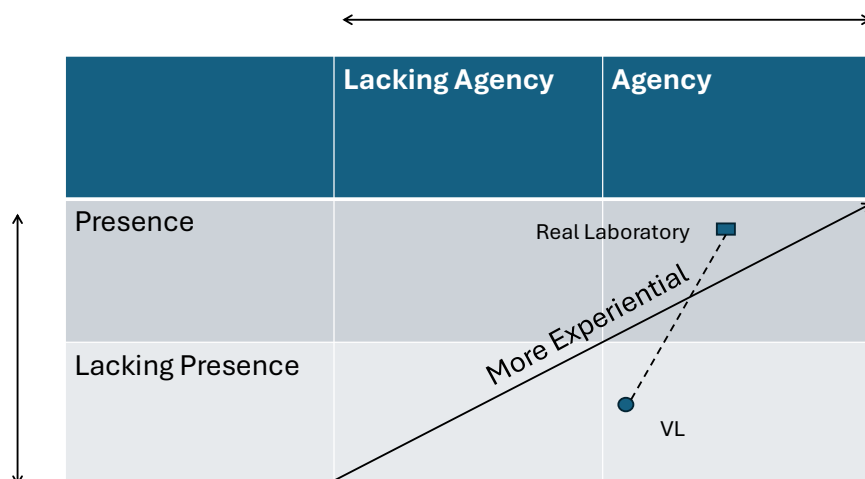 Lacking Agency
Agency
Presence
Real Laboratory
More Experiential
Lacking Presence
VL